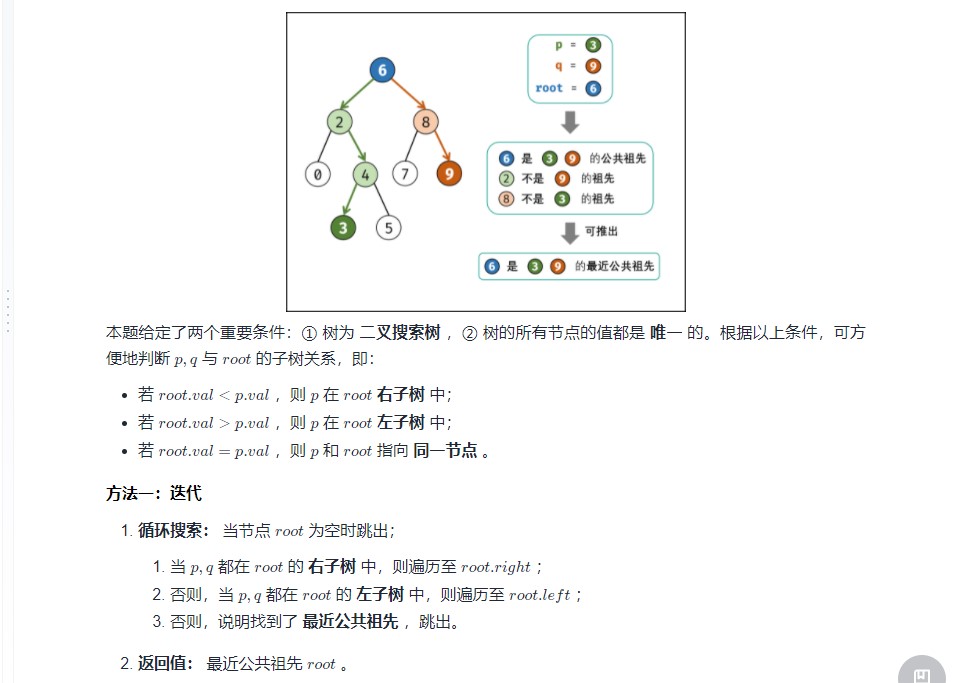 6
2
8
0
4
7
9
3
5
p = 3
q = 9
root = 6
6 是 3 9 的公共祖先
2 不是 9 的祖先
8 不是 3 的祖先
可推出
6 是 3 9 的最近公共祖先
本题给定了两个重要条件：① 树为 二叉搜索树 ，② 树的所有节点的值都是 唯一 的。根据以上条件，可方
便地判断 p, q 与 root 的子树关系，即：
• 若 root.val < p.val ，则 p 在 root 右子树 中；
• 若 root.val > p.val ，则 p 在 root 左子树 中；
• 若 root.val = p.val ，则 p 和 root 指向 同一节点 。
方法一：迭代
1. 循环搜索： 当节点 root 为空时跳出；
1. 当 p, q 都在 root 的 右子树 中，则遍历至 root.right ；
2. 否则，当 p, q 都在 root 的 左子树 中，则遍历至 root.left ；
3. 否则，说明找到了 最近公共祖先 ，跳出。
2. 返回值： 最近公共祖先 root 。